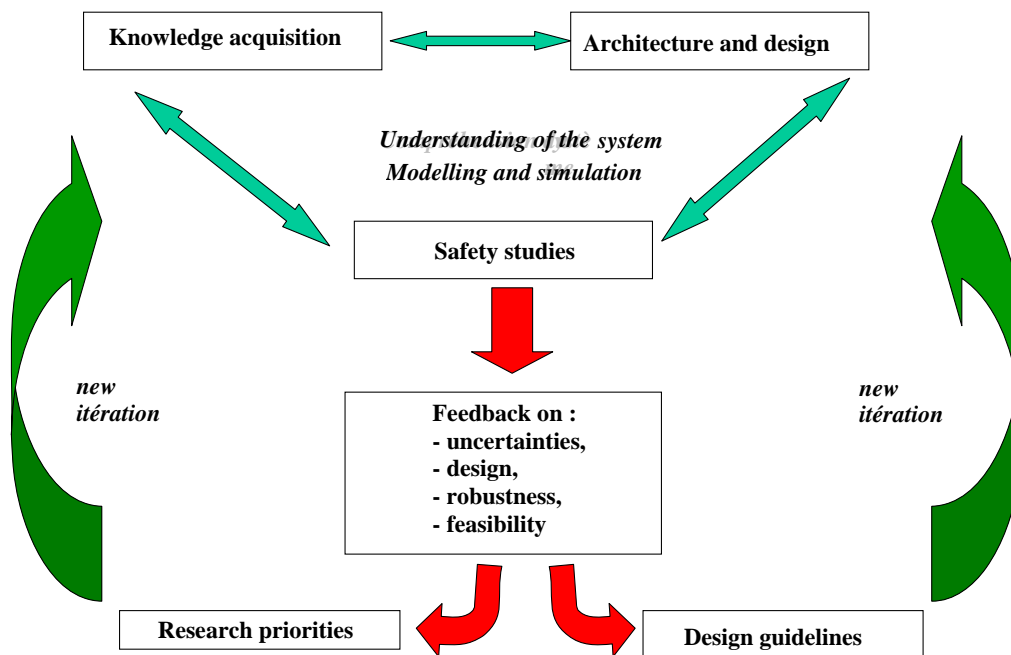 Knowledge acquisition
Architecture and design
Understanding of the system
Modelling and simulation
Safety studies
new
itération
new
itération
Feedback on :
- uncertainties,
- design,
- robustness,
- feasibility
Research priorities
Design guidelines